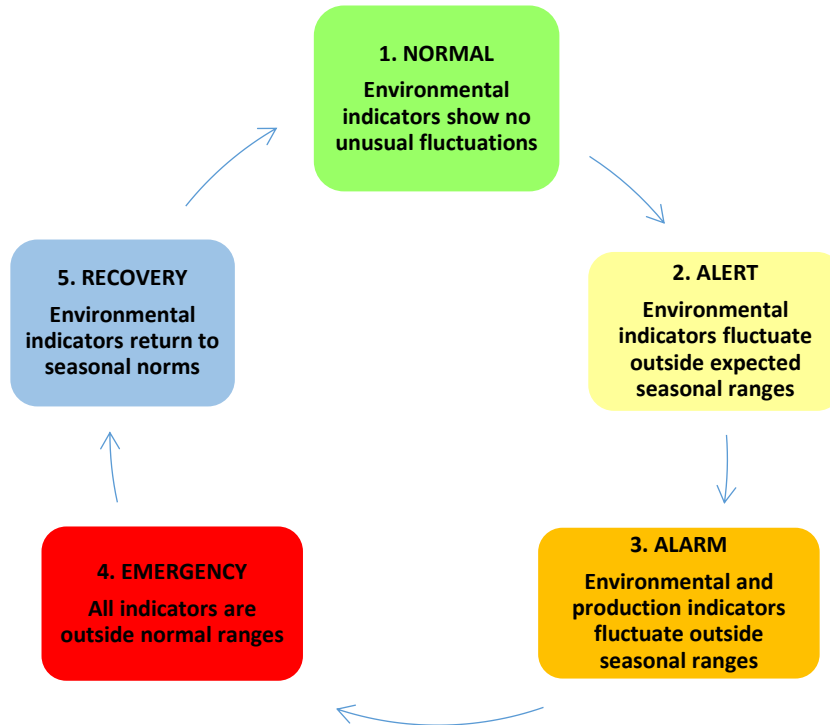 1. NORMAL
Environmental
indicators show no
unusual fluctuations
2. ALERT
Environmental
indicators fluctuate
outside expected
seasonal ranges
3. ALARM
Environmental and
production indicators
fluctuate outside
seasonal ranges
4. EMERGENCY
All indicators are
outside normal ranges
5. RECOVERY
Environmental
indicators return to
seasonal norms